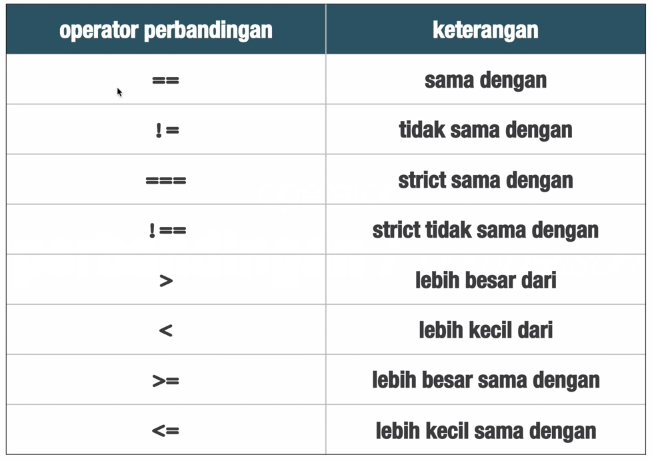 operator perbandingan keterangan
== sama dengan
!= tidak sama dengan
=== strict sama dengan
!== strict tidak sama dengan
> lebih besar dari
< lebih kecil dari
>= lebih besar sama dengan
<= lebih kecil sama dengan